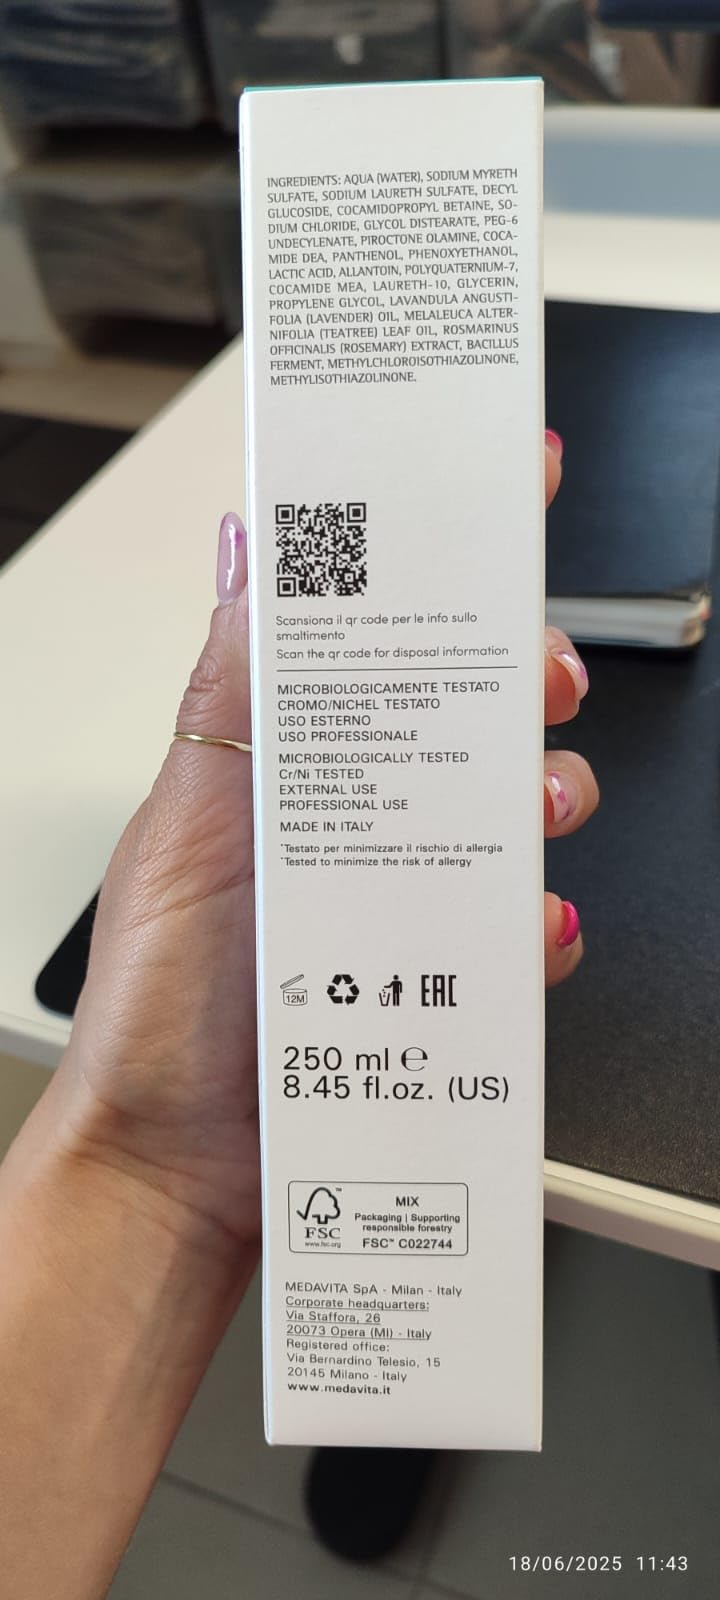 INGREDIENTS: AQUA (WATER), SODIUM MYRETH
SULFATE, SODIUM LAURETH SULFATE, DECYL
GLUCOSIDE, COCAMIDOPROPYL BETAINE, SO-
DIUM CHLORIDE, GLYCOL DISTEARATE, PEG-6
UNDECYLENATE, PIROCTONE OLAMINE, COCA-
MIDE DEA, PANTHENOL, PHENOXYETHANOL,
LACTIC ACID, ALLANTOIN, POLYQUATERNIUM-7,
COCAMIDE MEA, LAURETH-10, GLYCERIN,
PROPYLENE GLYCOL, LAVANDULA ANGUSTI-
FOLIA (LAVENDER) OIL, MELALEUCA ALTER-
NIFOLIA (TEATREE) LEAF OIL, ROSMARINUS
OFFICINALIS (ROSEMARY) EXTRACT, BACILLUS
FERMENT, METHYLCHLOROISOTHIAZOLINONE,
METHYLISOTHIAZOLINONE.
Scansiona il qr code per le info sullo
smaltimento
Scan the qr code for disposal information
MICROBIOLOGICAMENTE TESTATO
CROMO/NICHEL TESTATO
USO ESTERNO
USO PROFESSIONALE
MICROBIOLOGICALLY TESTED
Cr/Ni TESTED
EXTERNAL USE
PROFESSIONAL USE
MADE IN ITALY
*Testato per minimizzare il rischio di allergia
*Tested to minimize the risk of allergy
12M EAC
250 ml ℮
8.45 fl.oz. (US)
FSC™
www.fsc.org
MIX
Packaging | Supporting
responsible forestry
FSC™ C022744
MEDAVITA SpA - Milan - Italy
Corporate headquarters:
Via Staffora, 26
20073 Opera (MI) - Italy
Registered office:
Via Bernardino Telesio, 15
20145 Milano - Italy
www.medavita.it
18/06/2025 11:43